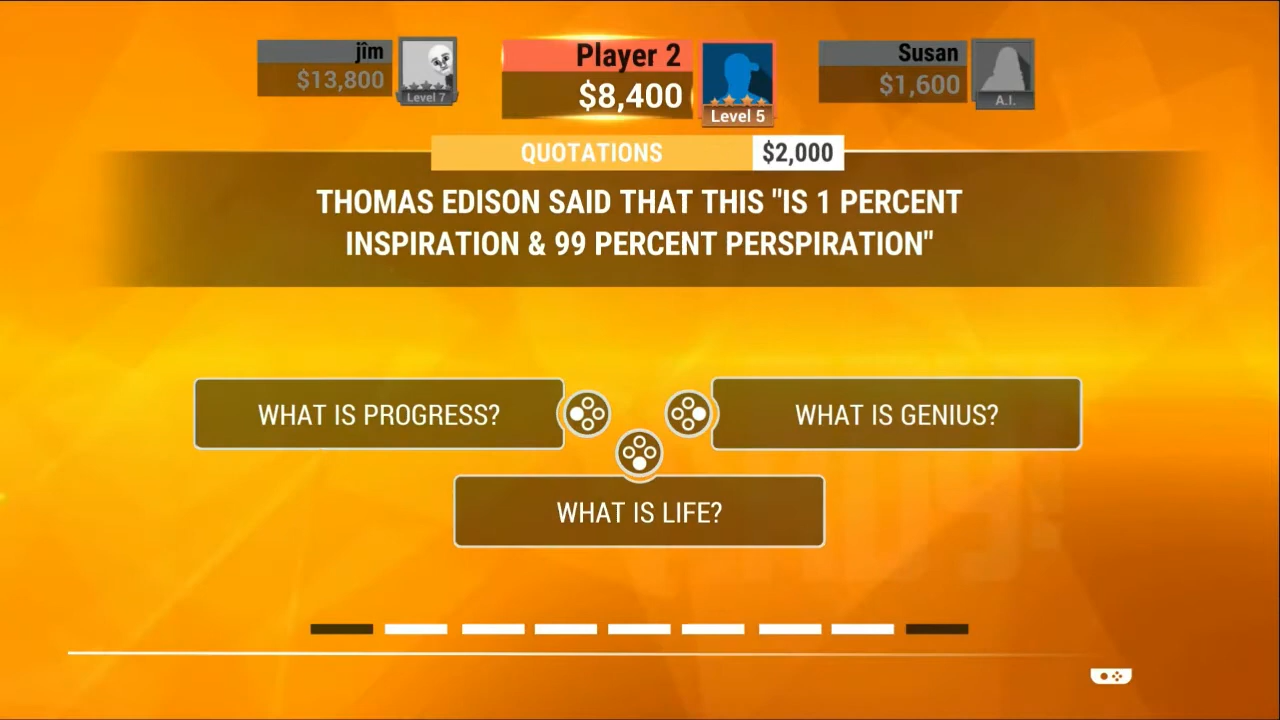 jîm
$13,800
Level 7
Player 2
$8,400
Level 5
Susan
$1,600
A.I.
QUOTATIONS
$2,000
THOMAS EDISON SAID THAT THIS "IS 1 PERCENT
INSPIRATION & 99 PERCENT PERSPIRATION"
WHAT IS PROGRESS?
WHAT IS GENIUS?
WHAT IS LIFE?